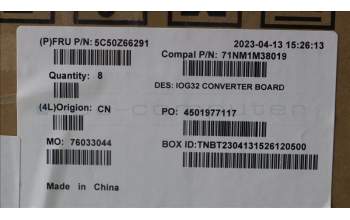 (P)FRU P/N: 5C50Z66291
2023-04-13 15:26:13
Compal P/N: 71NM1M38019
Quantity: 8
DES: IOG32 CONVERTER BOARD
(4L)Origion: CN
PO: 4501977117
MO: 76033044
BOX ID:TNBT2304131526120500
Made in China